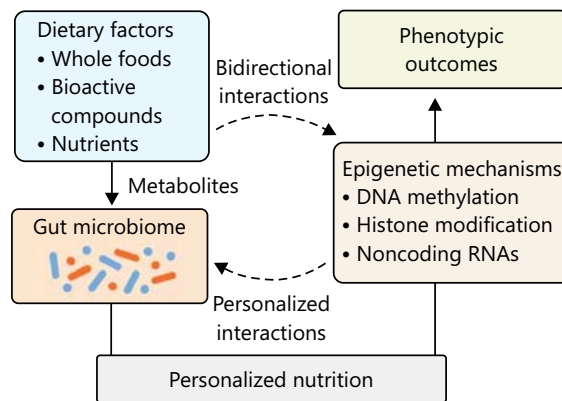 Dietary factors
• Whole foods
• Bioactive
compounds
• Nutrients
Bidirectional
interactions
Phenotypic
outcomes
Metabolites
Epigenetic mechanisms
• DNA methylation
• Histone modification
• Noncoding RNAs
Gut microbiome
Personalized
interactions
Personalized nutrition